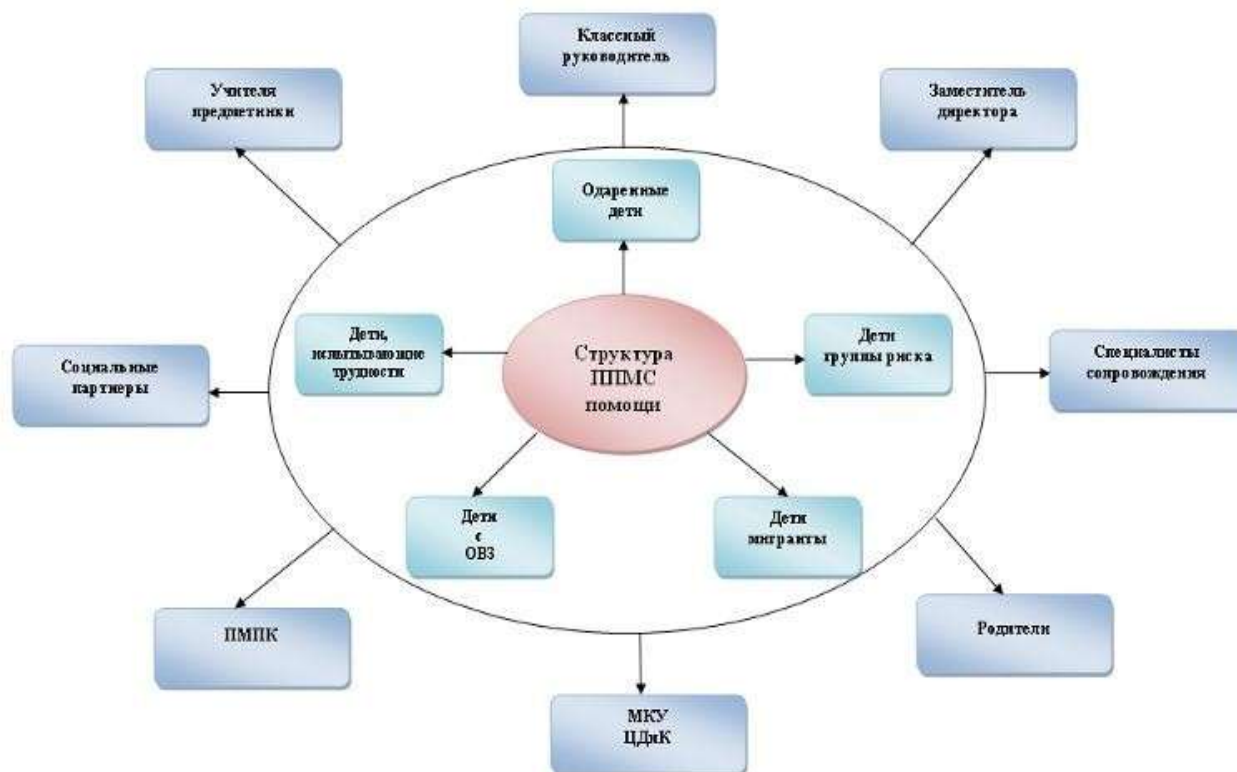 Классный
руководитель
Учителя
предметники
Заместитель
директора
Одаренные
дети
Дети,
испытывающие
трудности
Структура
ППМС
помощи
Дети
группы риска
Социальные
партнеры
Специалисты
сопровождения
Дети
с
ОВЗ
Дети
мигранты
ПМПК
Родители
МКУ
ЦДиК